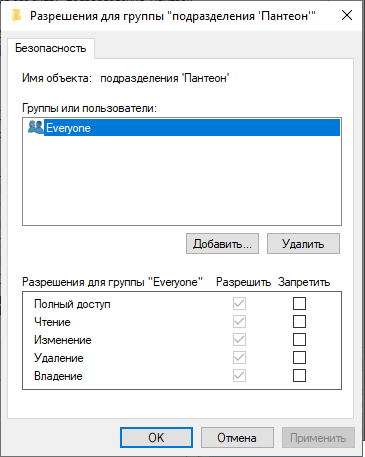 Разрешения для группы "подразделения 'Пантеон'"
Безопасность
Имя объекта: подразделения 'Пантеон'
Группы или пользователи:
Everyone
Добавить... Удалить
Разрешения для группы "Everyone" Разрешить Запретить
Полный доступ
Чтение
Изменение
Удаление
Владение
OK Отмена Применить